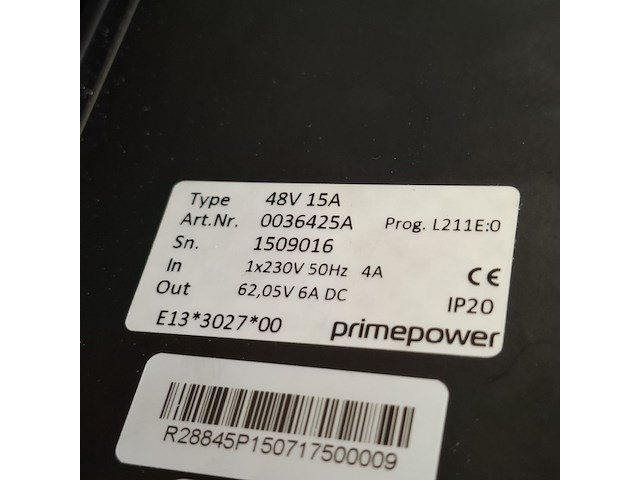 Type 48V 15A
Art.Nr. 0036425A Prog. L211E:0
Sn. 1509016
In 1x230V 50Hz 4A
Out 62,05V 6A DC
CE
IP20
E13*3027*00 primepower
R28845P150717500009